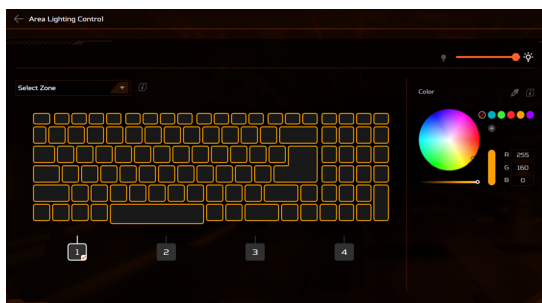 Area Lighting Control
Select Zone
Color
R 255
G 160
B 0
1
2
3
4